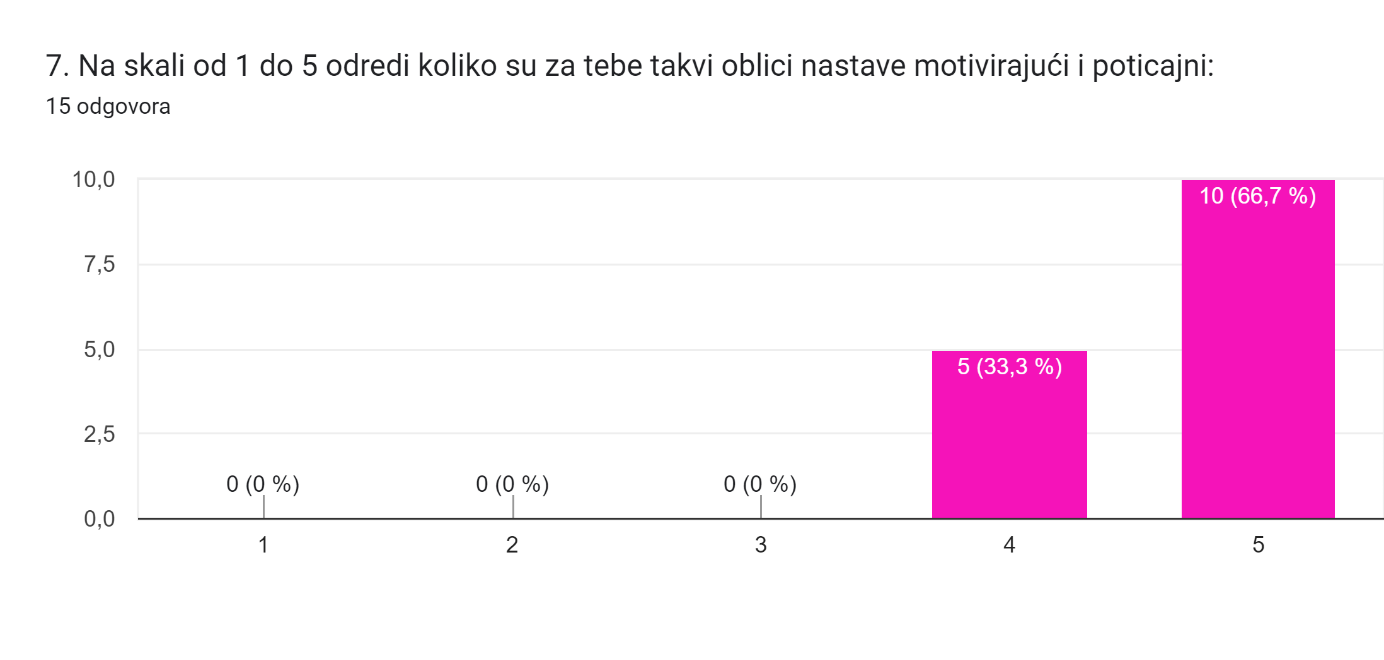 7. Na skali od 1 do 5 odredi koliko su za tebe takvi oblici nastave motivirajući i poticajni:
15 odgovora
10,0
10 (66,7 %)
7,5
5,0
5 (33,3 %)
2,5
0 (0 %) 0 (0 %) 0 (0 %)
0,0
1 2 3 4 5